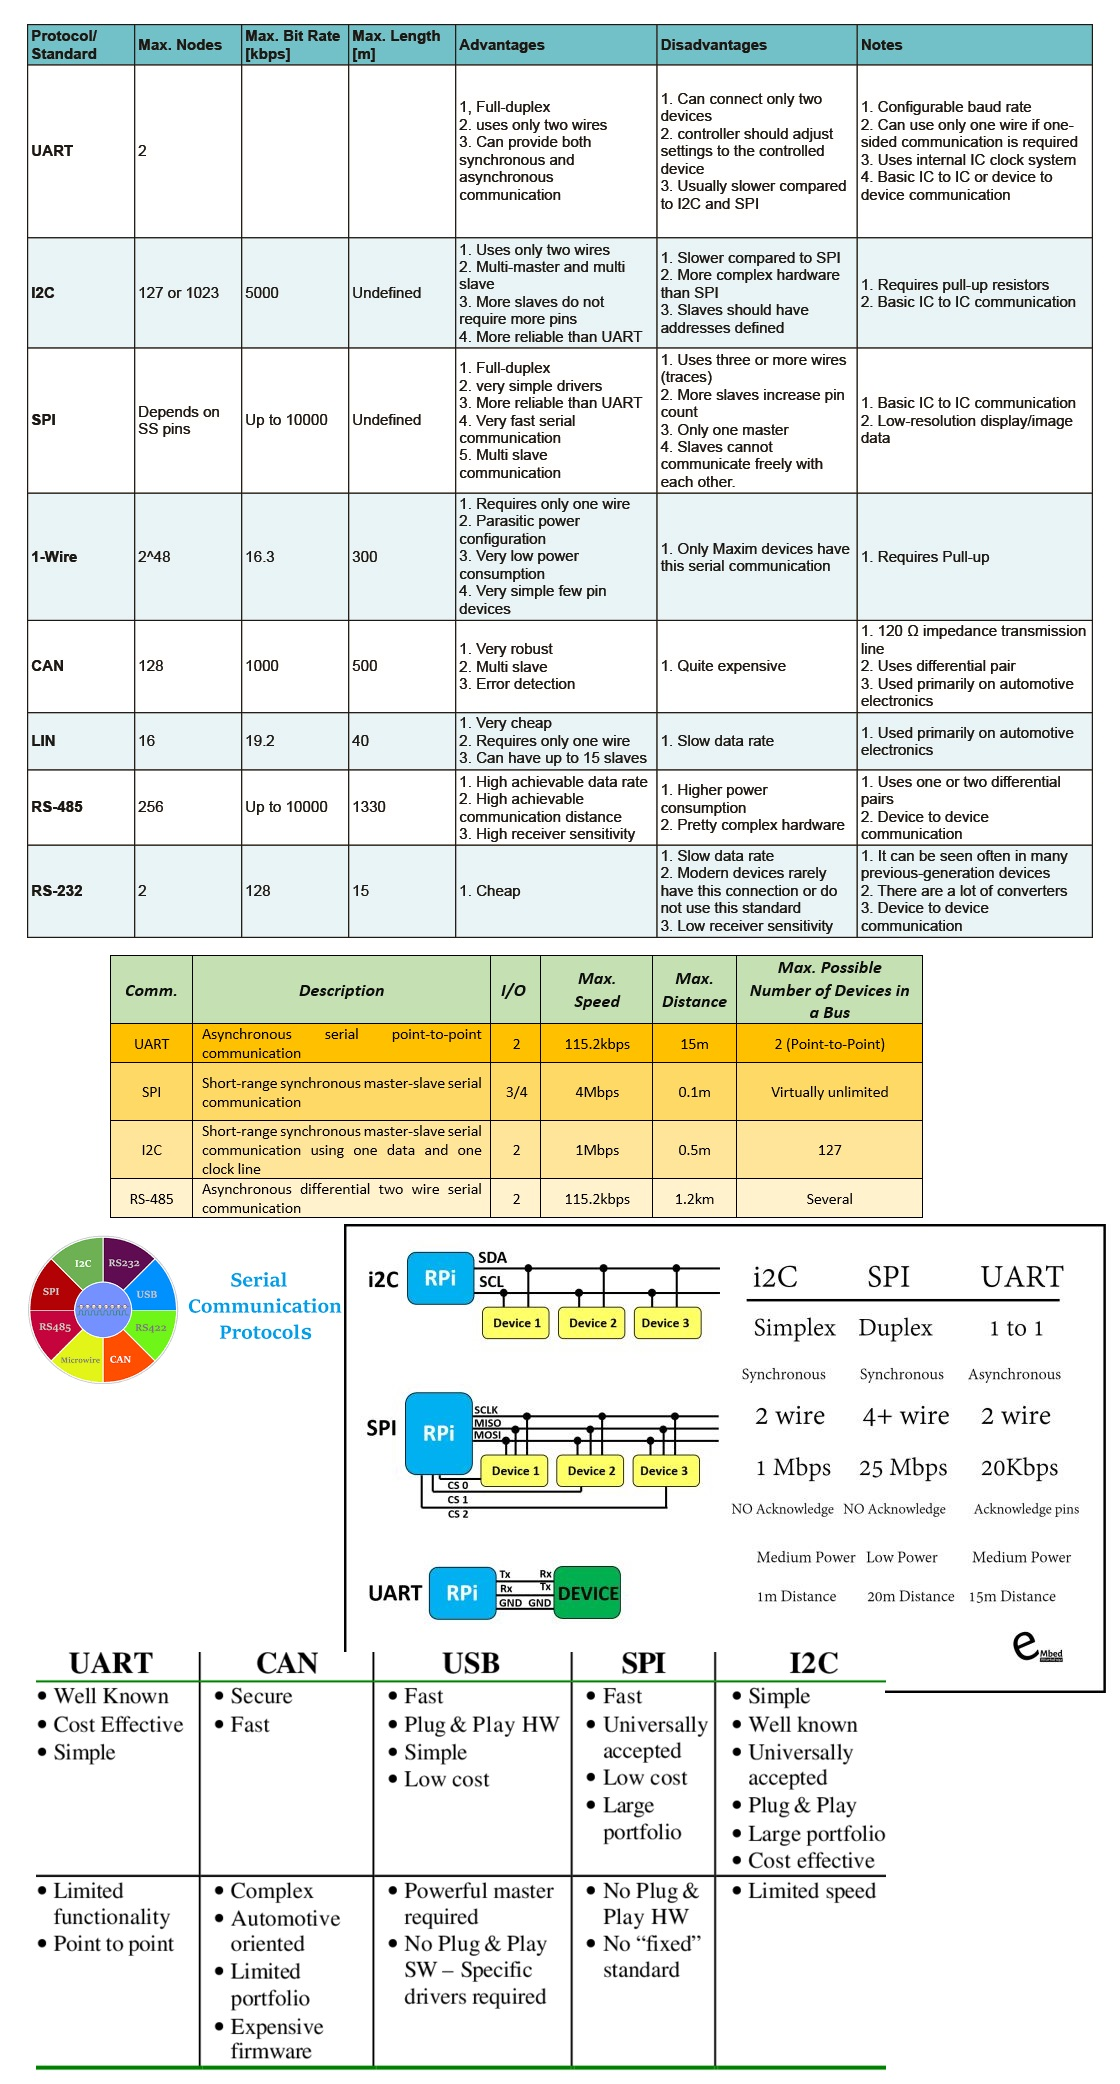 Protocol/
Standard
Max. Nodes
Max. Bit Rate
[kbps]
Max. Length
[m]
Advantages
Disadvantages
Notes
UART
2
1, Full-duplex
2. uses only two wires
3. Can provide both
synchronous and
asynchronous
communication
1. Can connect only two
devices
2. controller should adjust
settings to the controlled
device
3. Usually slower compared
to I2C and SPI
1. Configurable baud rate
2. Can use only one wire if one-
sided communication is required
3. Uses internal IC clock system
4. Basic IC to IC or device to
device communication
I2C
127 or 1023
5000
Undefined
1. Uses only two wires
2. Multi-master and multi
slave
3. More slaves do not
require more pins
4. More reliable than UART
1. Slower compared to SPI
2. More complex hardware
than SPI
3. Slaves should have
addresses defined
1. Requires pull-up resistors
2. Basic IC to IC communication
SPI
Depends on
SS pins
Up to 10000
Undefined
1. Full-duplex
2. very simple drivers
3. More reliable than UART
4. Very fast serial
communication
5. Multi slave
communication
1. Uses three or more wires
(traces)
2. More slaves increase pin
count
3. Only one master
4. Slaves cannot
communicate freely with
each other.
1. Basic IC to IC communication
2. Low-resolution display/image
data
1-Wire
2^48
16.3
300
1. Requires only one wire
2. Parasitic power
configuration
3. Very low power
consumption
4. Very simple few pin
devices
1. Only Maxim devices have
this serial communication
1. Requires Pull-up
CAN
128
1000
500
1. Very robust
2. Multi slave
3. Error detection
1. Quite expensive
1. 120 Ω impedance transmission
line
2. Uses differential pair
3. Used primarily on automotive
electronics
LIN
16
19.2
40
1. Very cheap
2. Requires only one wire
3. Can have up to 15 slaves
1. Slow data rate
1. Used primarily on automotive
electronics
RS-485
256
Up to 10000
1330
1. High achievable data rate
2. High achievable
communication distance
3. High receiver sensitivity
1. Higher power
consumption
2. Pretty complex hardware
1. Uses one or two differential
pairs
2. Device to device
communication
RS-232
2
128
15
1. Cheap
1. Slow data rate
2. Modern devices rarely
have this connection or do
not use this standard
3. Low receiver sensitivity
1. It can be seen often in many
previous-generation devices
2. There are a lot of converters
3. Device to device
communication
Comm.
Description
I/O
Max.
Speed
Max.
Distance
Max. Possible
Number of Devices in
a Bus
UART
Asynchronous serial point-to-point
communication
2
115.2kbps
15m
2 (Point-to-Point)
SPI
Short-range synchronous master-slave serial
communication
3/4
4Mbps
0.1m
Virtually unlimited
I2C
Short-range synchronous master-slave serial
communication using one data and one
clock line
2
1Mbps
0.5m
127
RS-485
Asynchronous differential two wire serial
communication
2
115.2kbps
1.2km
Several
I2C
RS232
SPI
USB
RS485
RS422
Microwire
CAN
Serial
Communication
Protocols
i2C
RPi
SDA
SCL
Device 1
Device 2
Device 3
SPI
RPi
SCLK
MISO
MOSI
Device 1
Device 2
Device 3
CS 0
CS 1
CS 2
UART
RPi
Tx
Rx
GND
Rx
Tx
GND
DEVICE
i2C SPI UART
Simplex Duplex 1 to 1
Synchronous Synchronous Asynchronous
2 wire 4+ wire 2 wire
1 Mbps 25 Mbps 20Kbps
NO Acknowledge NO Acknowledge Acknowledge pins
Medium Power Low Power Medium Power
1m Distance 20m Distance 15m Distance
e Mbed
UART
CAN
USB
SPI
I2C
• Well Known
• Cost Effective
• Simple
• Secure
• Fast
• Fast
• Plug & Play HW
• Simple
• Low cost
• Fast
• Universally
accepted
• Low cost
• Large
portfolio
• Simple
• Well known
• Universally
accepted
• Plug & Play
• Large portfolio
• Cost effective
• Limited
functionality
• Point to point
• Complex
• Automotive
oriented
• Limited
portfolio
• Expensive
firmware
• Powerful master
required
• No Plug & Play
SW – Specific
drivers required
• No Plug &
Play HW
• No “fixed”
standard
• Limited speed